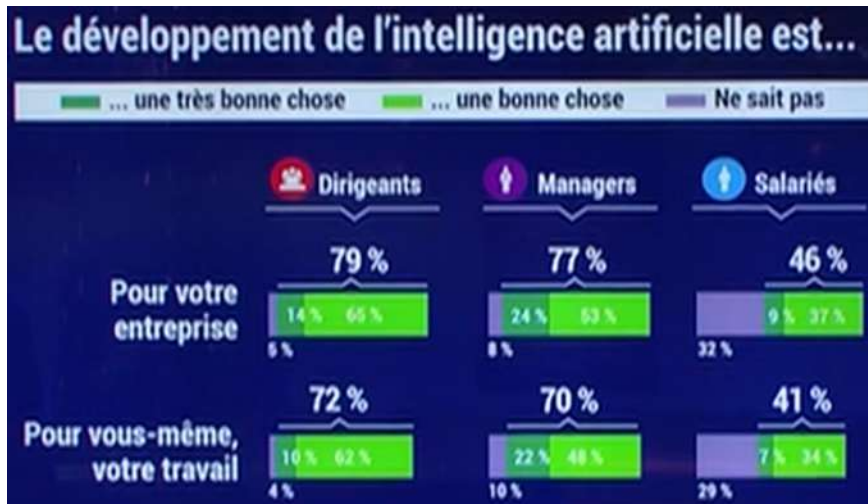 Le développement de l'intelligence artificielle est...
... une très bonne chose ... une bonne chose Ne sait pas
Dirigeants Managers Salariés
79 % 77 % 46 %
Pour votre
entreprise
14 % 65 % 24 % 53 % 9 % 37 %
5 % 8 % 32 %
72 % 70 % 41 %
Pour vous-même,
votre travail
10 % 62 % 22 % 48 % 7 % 34 %
4 % 10 % 29 %